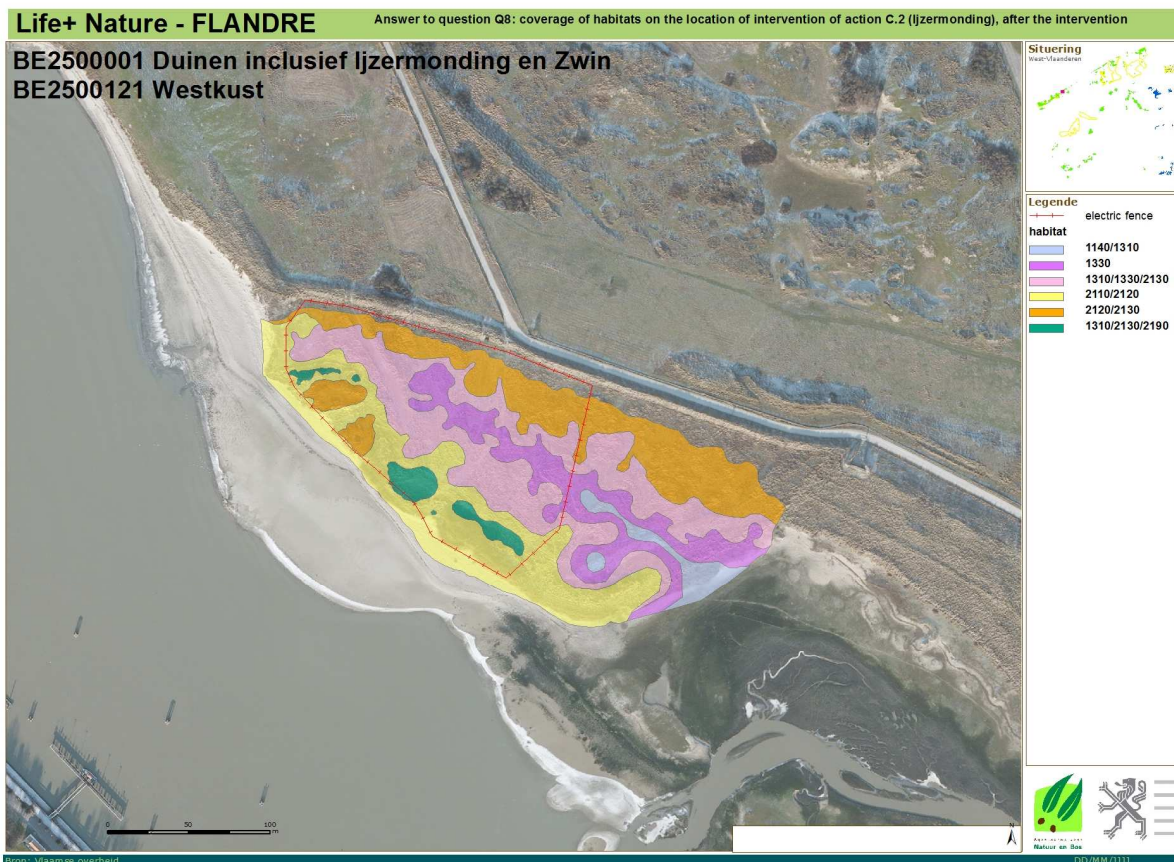 Life+ Nature - FLANDRE
Answer to question Q8: coverage of habitats on the location of intervention of action C.2 (Ijzermonding), after the intervention
BE2500001 Duinen inclusief Ijzermonding en Zwin
BE2500121 Westkust
Situering
West-Vlaanderen
Legende
electric fence
habitat
1140/1310
1330
1310/1330/2130
2110/2120
2120/2130
1310/2130/2190
0 50 100
m
N
Natuur en Bos
Bron: Vlaamse overheid
DD/MM/JJJJ